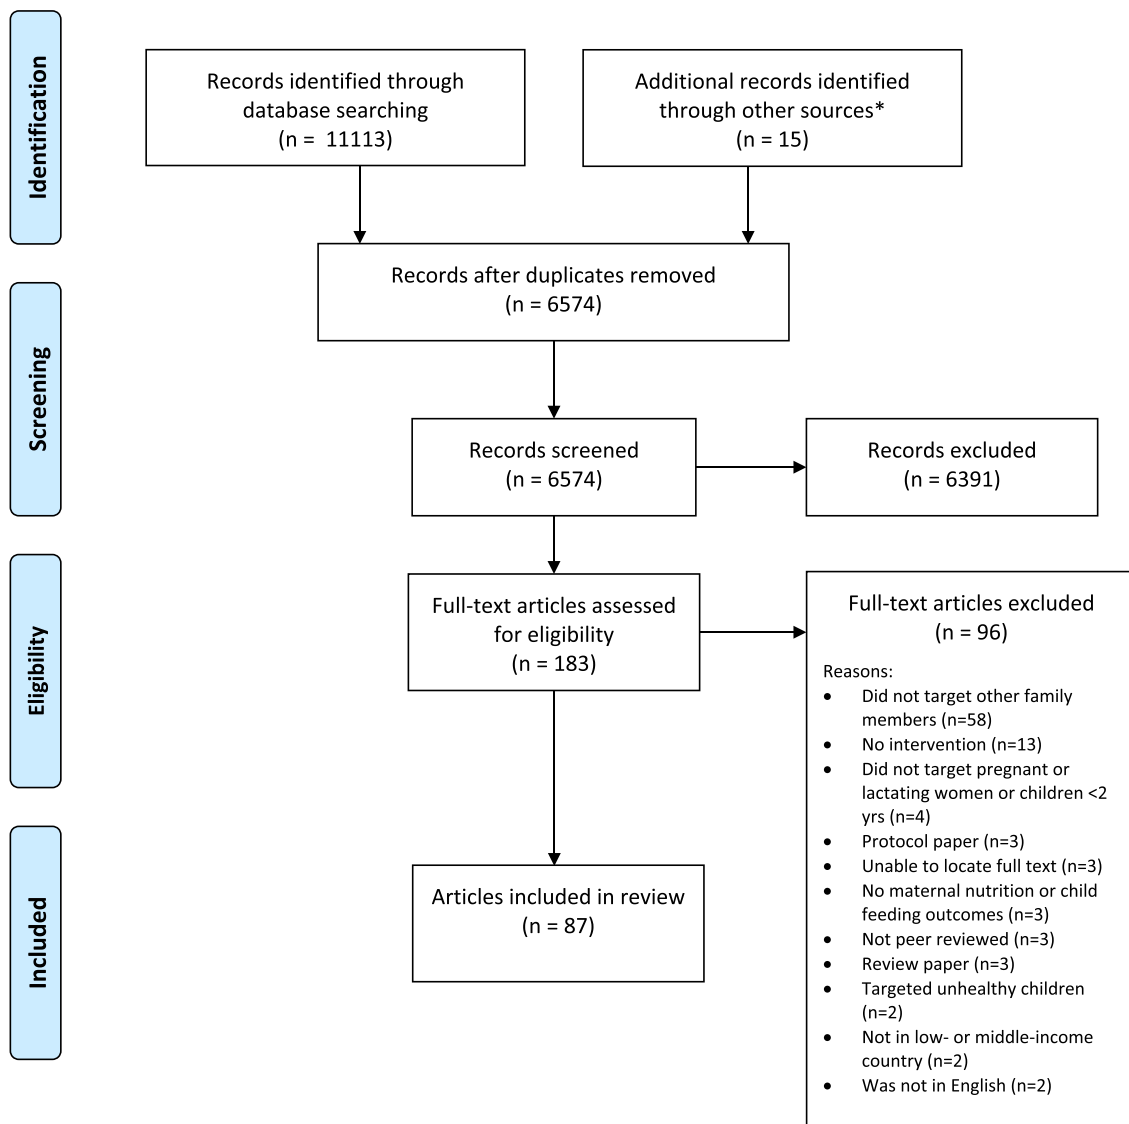 Identification
Records identified through
database searching
(n =  11113)
Additional records identified
through other sources*
(n = 15)
Records after duplicates removed
(n = 6574)
Screening
Records screened
(n = 6574)
Records excluded
(n = 6391)
Eligibility
Full-text articles assessed
for eligibility
(n = 183)
Full-text articles excluded
(n = 96)
Reasons:
• Did not target other family
members (n=58)
• No intervention (n=13)
• Did not target pregnant or
lactating women or children <2
yrs (n=4)
• Protocol paper (n=3)
• Unable to locate full text (n=3)
• No maternal nutrition or child
feeding outcomes (n=3)
• Not peer reviewed (n=3)
• Review paper (n=3)
• Targeted unhealthy children
(n=2)
• Not in low- or middle-income
country (n=2)
• Was not in English (n=2)
Included
Articles included in review
(n = 87)